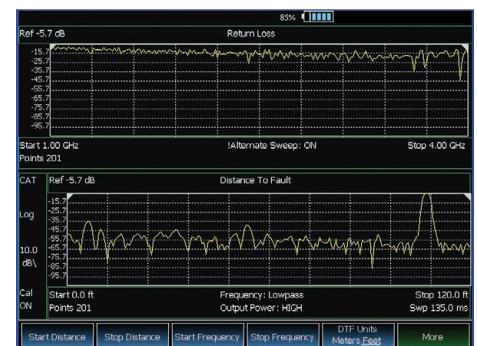 85%
Ref -5.7 dB Return Loss
-15.7
-25.7
-35.7
-45.7
-55.7
-65.7
-75.7
-85.7
-95.7
Start 1.00 GHz !Alternate Sweep: ON Stop 4.00 GHz
Points 201
CAT Ref -5.7 dB Distance To Fault
-15.7
-25.7
Log -35.7
-45.7
-55.7
10.0 -65.7
dB\ -75.7
-85.7
-95.7
Cal Start 0.0 ft Frequency: Lowpass Stop 120.0 ft
ON Points 201 Output Power: HIGH Swp 135.0 ms
Start Distance Stop Distance Start Frequency Stop Frequency DTF Units More
Meters Feet